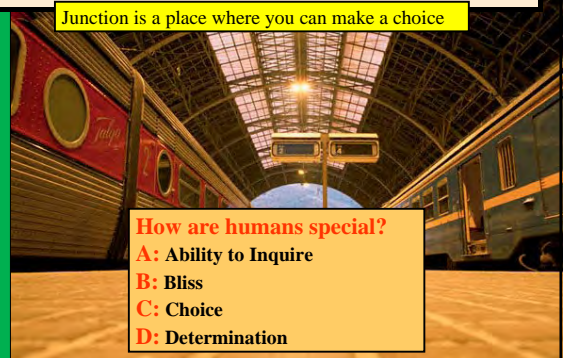 Junction is a place where you can make a choice
Talgo
2
How are humans special?
A: Ability to Inquire
B: Bliss
C: Choice
D: Determination